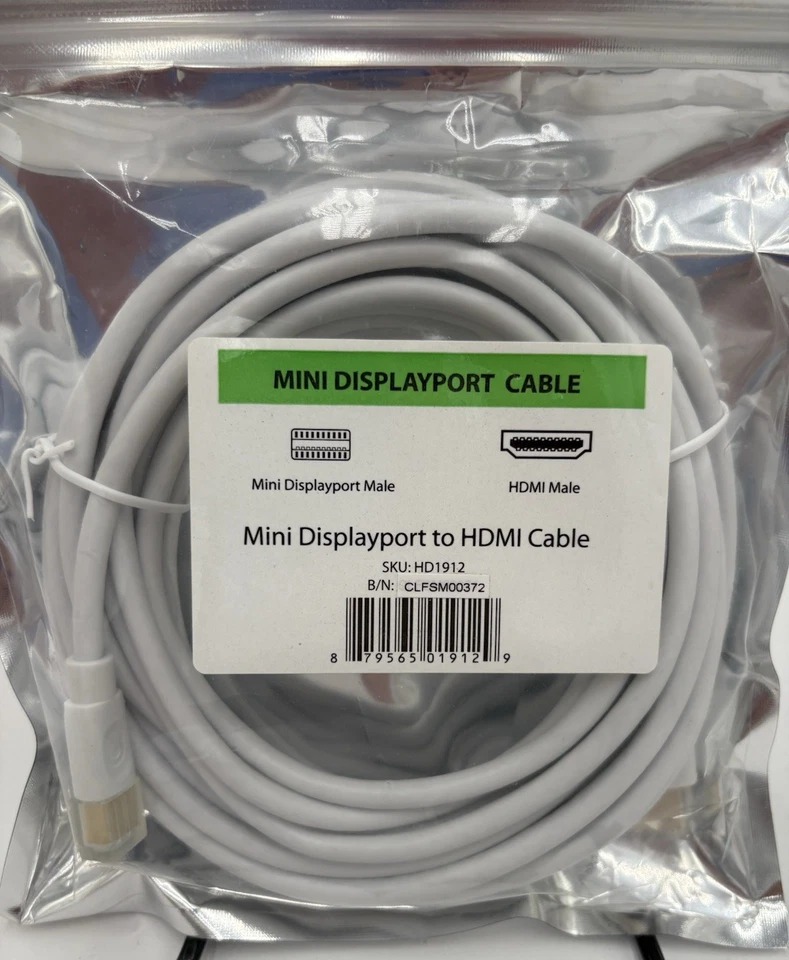 MINI DISPLAYPORT CABLE
Mini Displayport Male
HDMI Male
Mini Displayport to HDMI Cable
SKU: HD1912
B/N: CLFSM00372
8 79565 01912 9